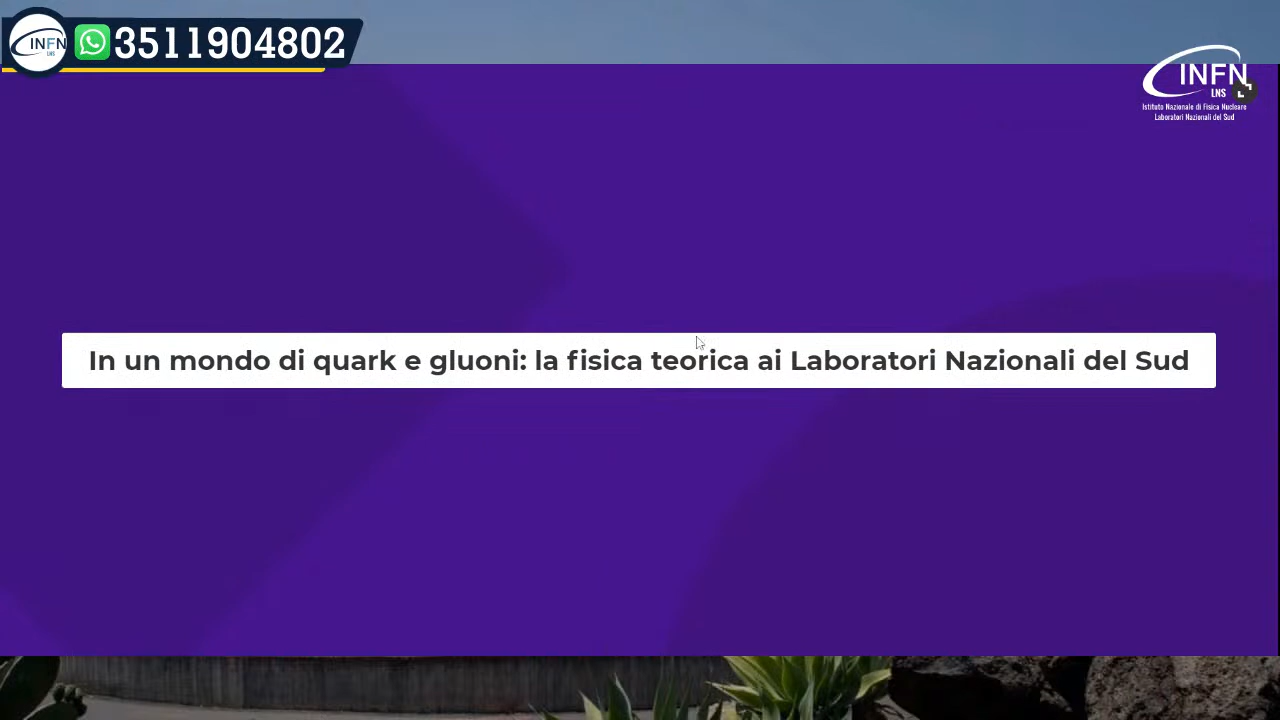 INFN
LNS
3511904802
INFN
LNS
Istituto Nazionale di Fisica Nucleare
Laboratori Nazionali del Sud
In un mondo di quark e gluoni: la fisica teorica ai Laboratori Nazionali del Sud